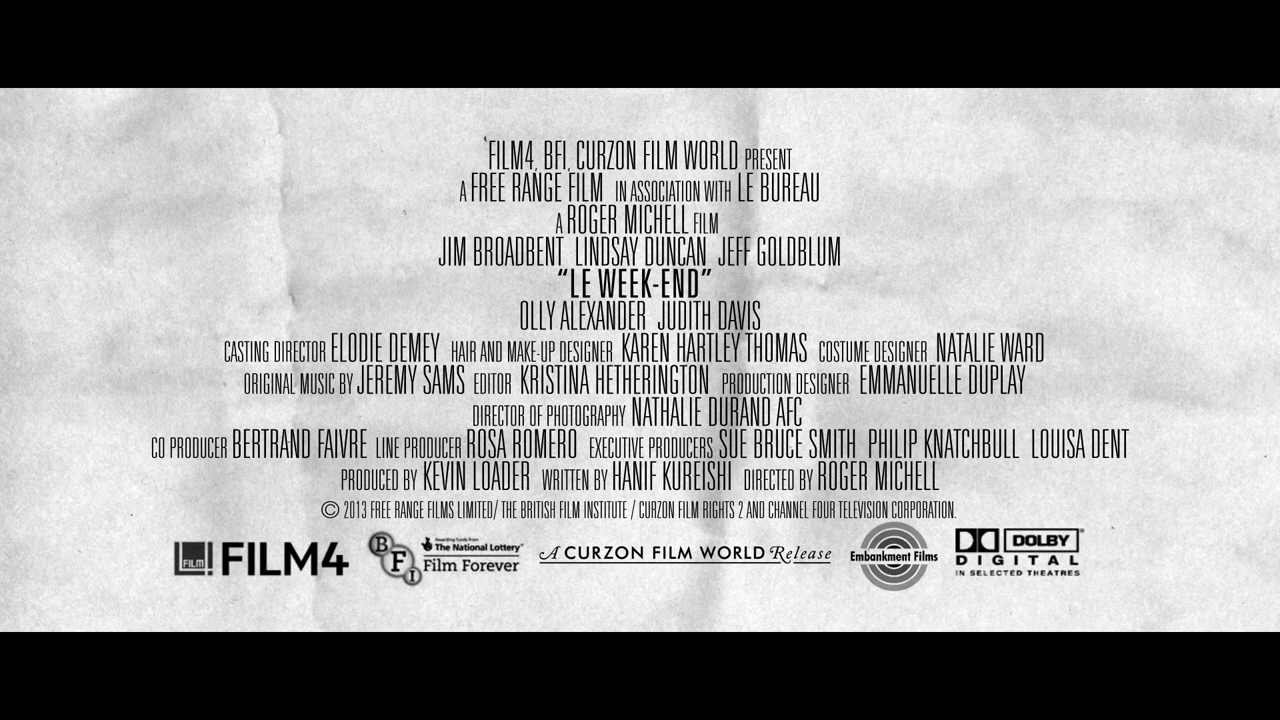 FILM4, BFI, CURZON FILM WORLD PRESENT
A FREE RANGE FILM IN ASSOCIATION WITH LE BUREAU
A ROGER MICHELL FILM
JIM BROADBENT LINDSAY DUNCAN JEFF GOLDBLUM
“LE WEEK-END”
OLLY ALEXANDER JUDITH DAVIS
CASTING DIRECTOR ELODIE DEMEY HAIR AND MAKE-UP DESIGNER KAREN HARTLEY THOMAS COSTUME DESIGNER NATALIE WARD
ORIGINAL MUSIC BY JEREMY SAMS EDITOR KRISTINA HETHERINGTON PRODUCTION DESIGNER EMMANUELLE DUPLAY
DIRECTOR OF PHOTOGRAPHY NATHALIE DURAND AFC
CO PRODUCER BERTRAND FAIVRE LINE PRODUCER ROSA ROMERO EXECUTIVE PRODUCERS SUE BRUCE SMITH PHILIP KNATCHBULL LOUISA DENT
PRODUCED BY KEVIN LOADER WRITTEN BY HANIF KUREISHI DIRECTED BY ROGER MICHELL
© 2013 FREE RANGE FILMS LIMITED/ THE BRITISH FILM INSTITUTE / CURZON FILM RIGHTS 2 AND CHANNEL FOUR TELEVISION CORPORATION.
FILM FILM4 BFI Awarding funds from The National Lottery® Film Forever A CURZON FILM WORLD Release Embankment Films DOLBY ® DIGITAL IN SELECTED THEATRES